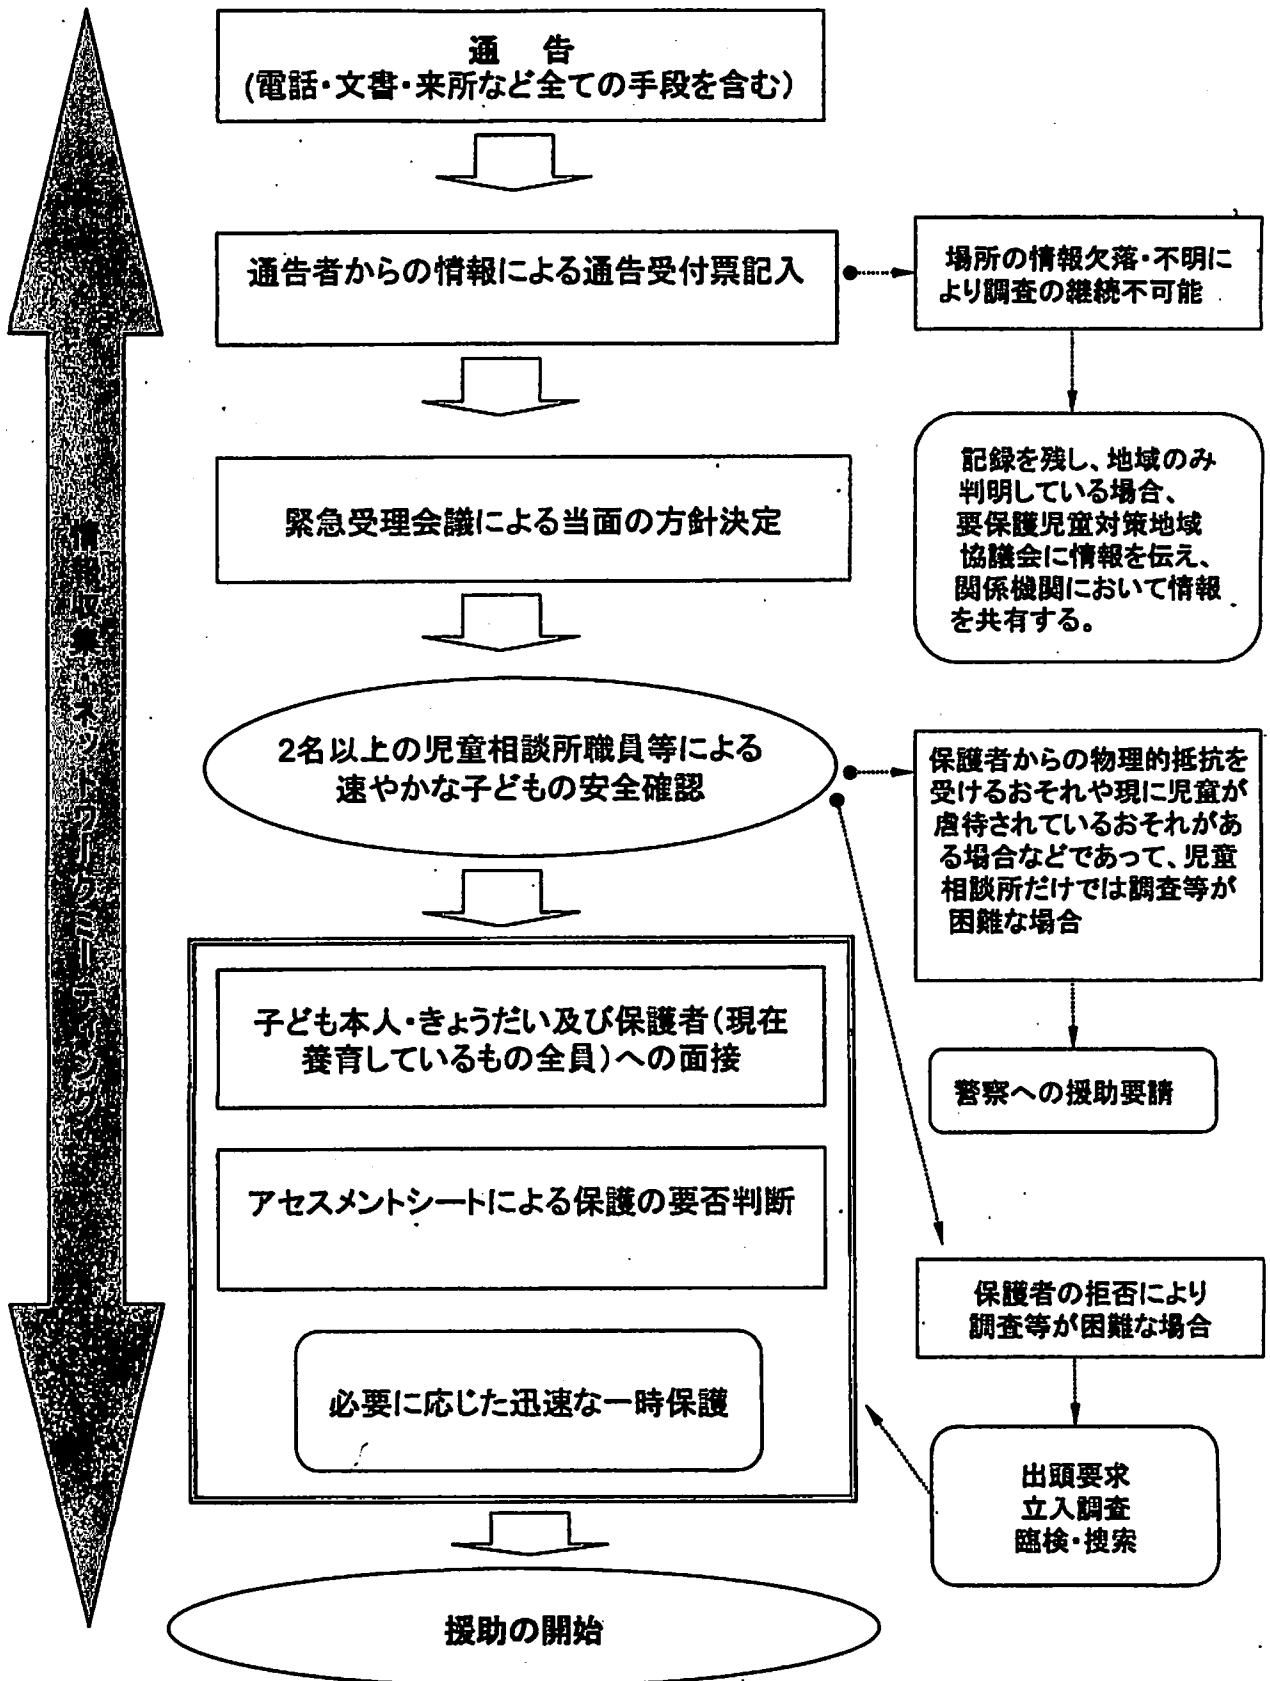 通　告
(電話・文書・来所など全ての手段を含む)
通告者からの情報による通告受付票記入
場所の情報欠落・不明に
より調査の継続不可能
記録を残し、地域のみ
判明している場合、
要保護児童対策地域
協議会に情報を伝え、
関係機関において情報
を共有する。
緊急受理会議による当面の方針決定
2名以上の児童相談所職員等による
速やかな子どもの安全確認
保護者からの物理的抵抗を
受けるおそれや現に児童が
虐待されているおそれがあ
る場合などであって、児童
相談所だけでは調査等が
困難な場合
警察への援助要請
子ども本人・きょうだい及び保護者(現在
養育しているもの全員)への面接
アセスメントシートによる保護の要否判断
必要に応じた迅速な一時保護
保護者の拒否により
調査等が困難な場合
出頭要求
立入調査
臨検・捜索
援助の開始
情報収集・ネットワークミーティング